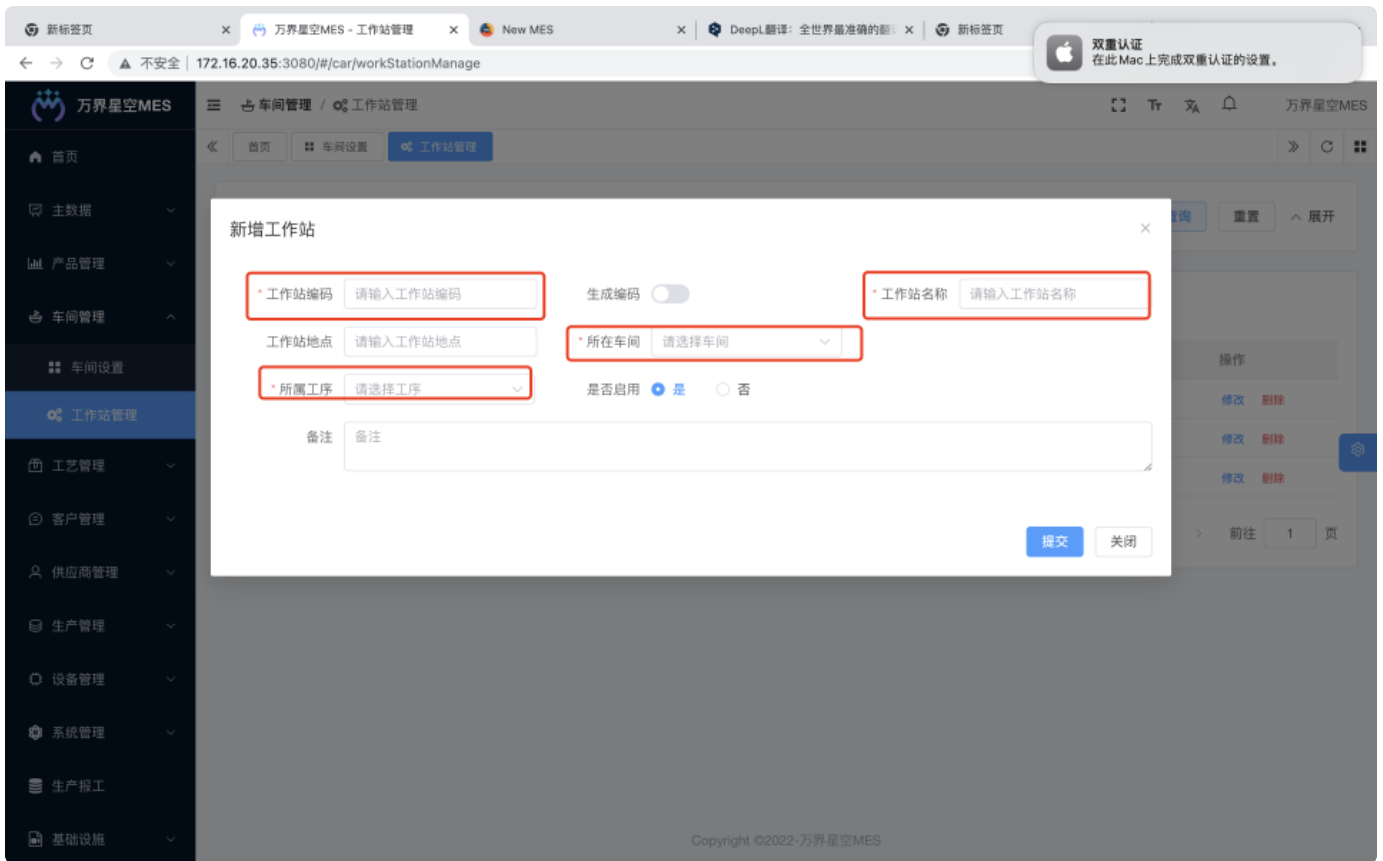 新标签页
万界星空MES - 工作站管理
New MES
DeepL翻译：全世界最准确的翻
新标签页
双重认证
在此 Mac 上完成双重认证的设置。
不安全
172.16.20.35:3080/#/car/workStationManage
万界星空MES
车间管理 / 工作站管理
万界星空MES
首页
车间设置
工作站管理
首页
主数据
产品管理
车间管理
车间设置
工作站管理
工艺管理
客户管理
供应商管理
生产管理
设备管理
系统管理
生产报工
基础设施
询
重置
展开
新增工作站
* 工作站编码 请输入工作站编码
生成编码
* 工作站名称 请输入工作站名称
工作站地点 请输入工作站地点
* 所在车间 请选择车间
* 所属工序 请选择工序
是否启用 是 否
备注 备注
提交
关闭
操作
修改 删除
修改 删除
修改 删除
前往 1 页
Copyright ©2022-万界星空MES